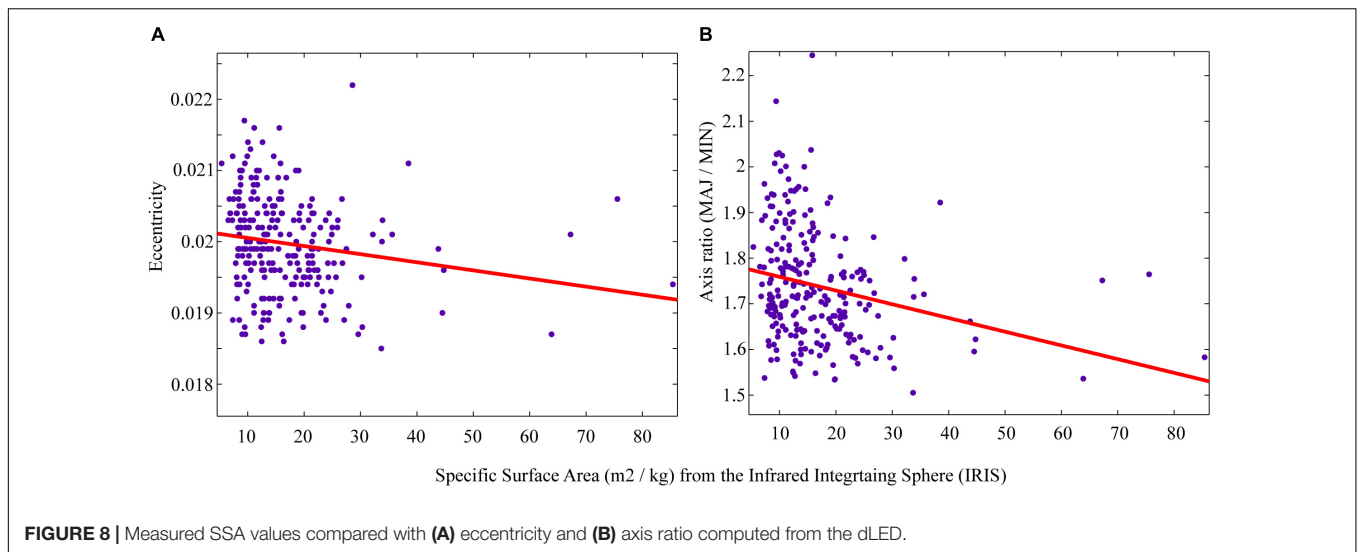 A
B
Eccentricity
0.022
0.021
0.02
0.019
0.018
10 20 30 40 50 60 70 80
Axis ratio (MAJ / MIN)
2.2
2.1
2
1.9
1.8
1.7
1.6
1.5
10 20 30 40 50 60 70 80
Specific Surface Area (m2 / kg) from the Infrared Integrtaing Sphere (IRIS)
FIGURE 8 | Measured SSA values compared with (A) eccentricity and (B) axis ratio computed from the dLED.